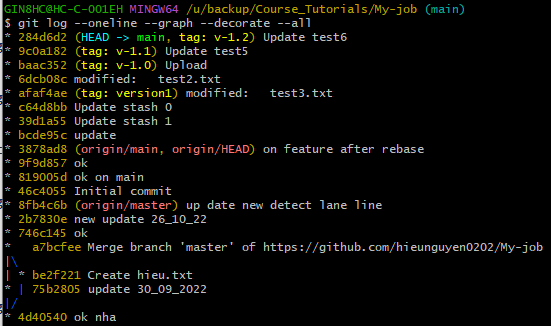 GIN8HC@HC-C-001EH MINGW64 /u/backup/Course_Tutorials/My-job (main)
$ git log --oneline --graph --decorate --all
* 284d6d2 (HEAD -> main, tag: v-1.2) Update test6
* 9c0a182 (tag: v-1.1) Update test5
* baac352 (tag: v-1.0) Upload
* 6dcb08c modified:   test2.txt
* afaf4ae (tag: version1) modified:   test3.txt
* c64d8bb Update stash 0
* 39d1a55 Update stash 1
* bcde95c update
* 3878ad8 (origin/main, origin/HEAD) on feature after rebase
* 9f9d857 ok
* 819005d ok on main
* 46c4055 Initial commit
* 8fb4c6b (origin/master) up date new detect lane line
* 2b7830e new update 26_10_22
* 746c145 ok
*   a7bcfee Merge branch 'master' of https://github.com/hieunguyen0202/My-job
|\
| * be2f221 Create hieu.txt
* | 75b2805 update 30_09_2022
|/
* 4d40540 ok nha